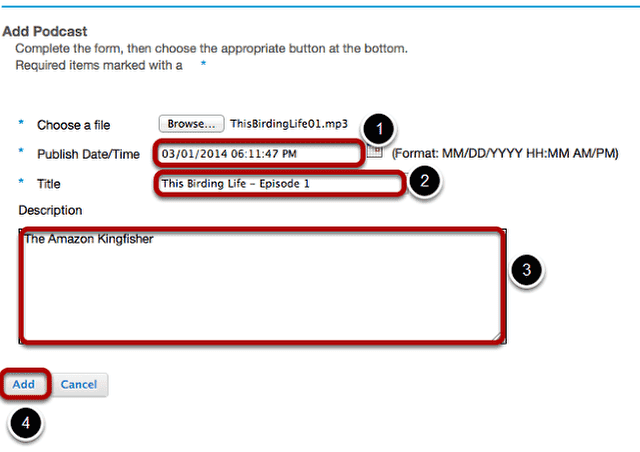 Add Podcast
Complete the form, then choose the appropriate button at the bottom.
Required items marked with a *
* Choose a file Browse... ThisBirdingLife01.mp3 1
* Publish Date/Time 03/01/2014 06:11:47 PM (Format: MM/DD/YYYY HH:MM AM/PM)
* Title This Birding Life – Episode 1 2
Description
The Amazon Kingfisher
3
Add Cancel
4